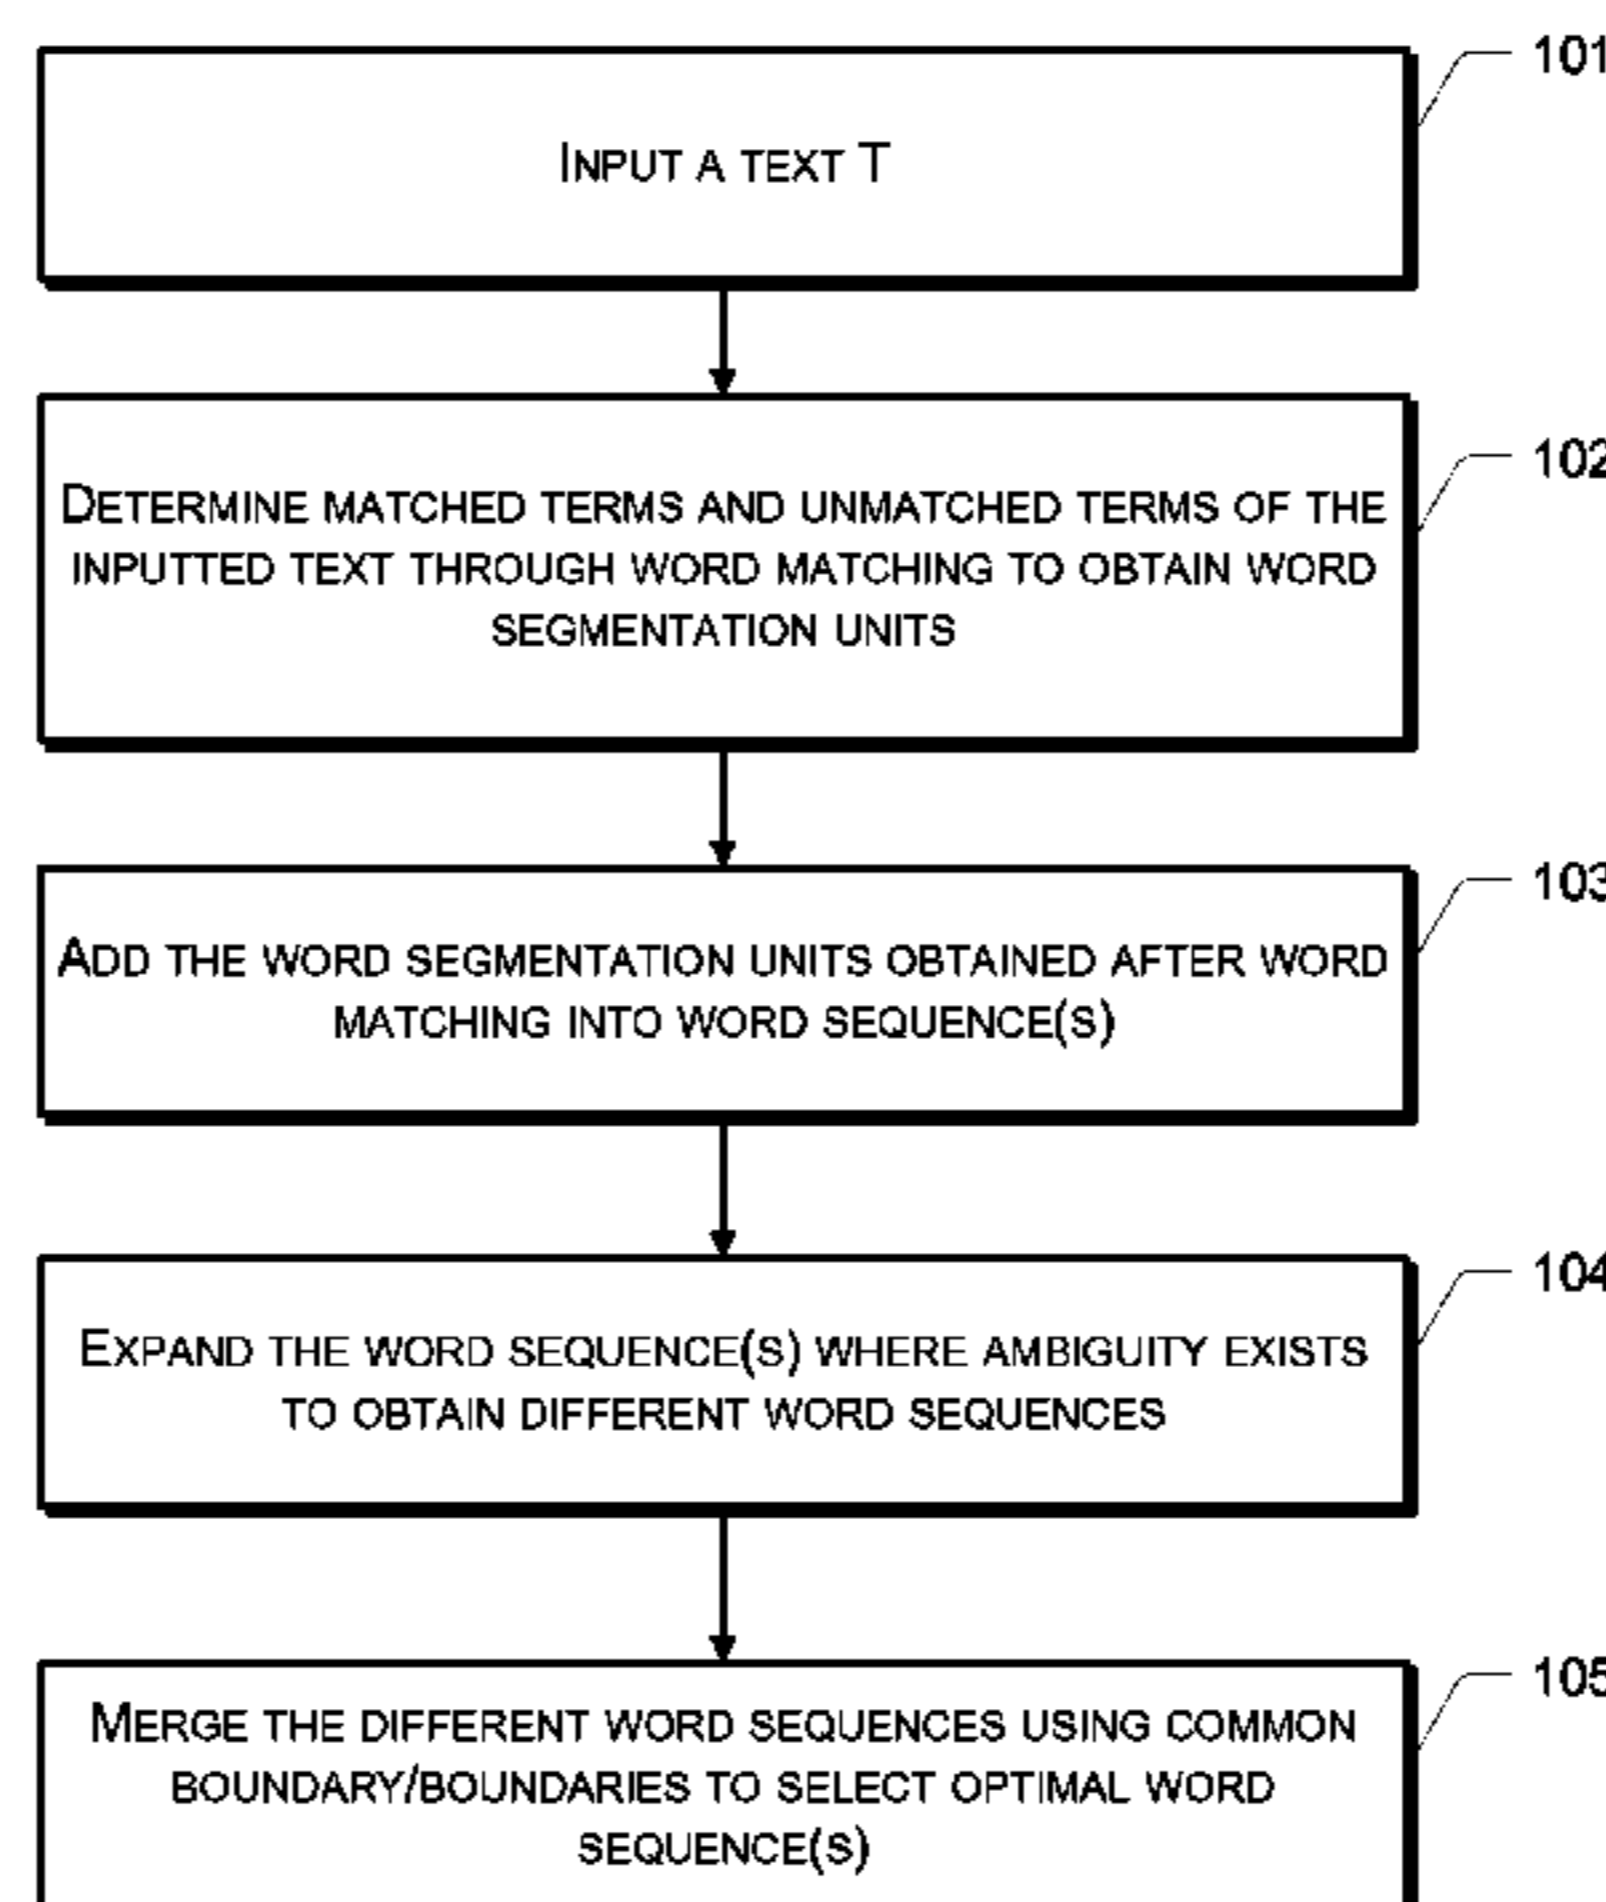 101
INPUT A TEXT T
102
DETERMINE MATCHED TERMS AND UNMATCHED TERMS OF THE
INPUTTED TEXT THROUGH WORD MATCHING TO OBTAIN WORD
SEGMENTATION UNITS
103
ADD THE WORD SEGMENTATION UNITS OBTAINED AFTER WORD
MATCHING INTO WORD SEQUENCE(S)
104
EXPAND THE WORD SEQUENCE(S) WHERE AMBIGUITY EXISTS
TO OBTAIN DIFFERENT WORD SEQUENCES
105
MERGE THE DIFFERENT WORD SEQUENCES USING COMMON
BOUNDARY/BOUNDARIES TO SELECT OPTIMAL WORD
SEQUENCE(S)